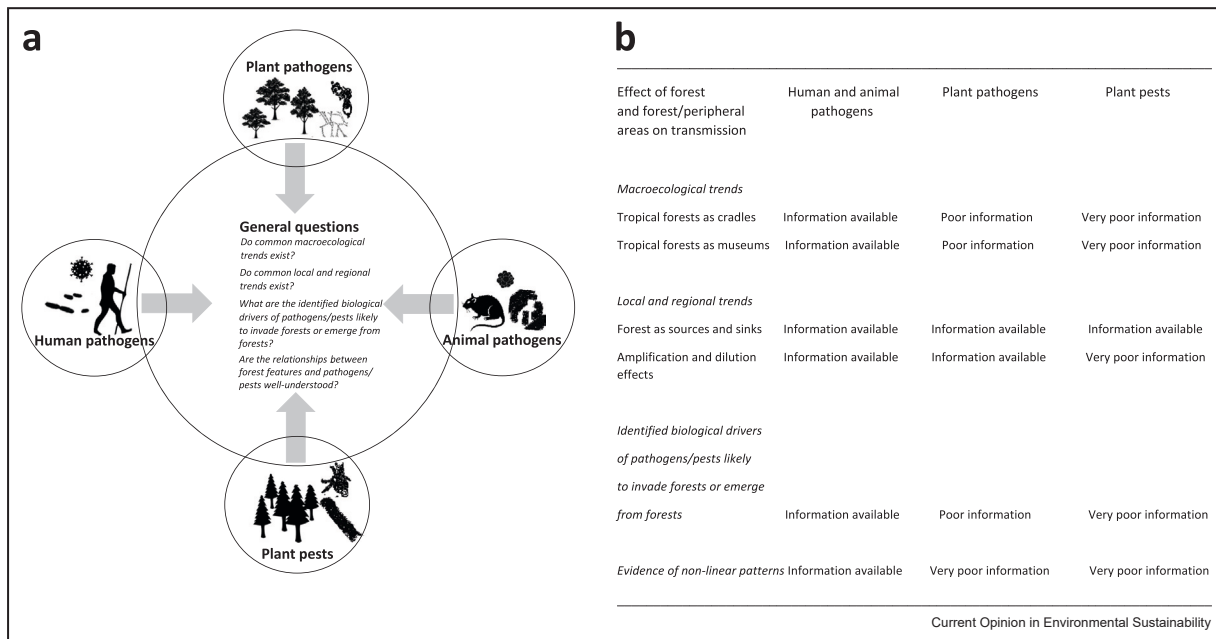 a
Plant pathogens
General questions
Do common macroecological
trends exist?
Do common local and regional
trends exist?
What are the identified biological
drivers of pathogens/pests likely
to invade forests or emerge from
forests?
Are the relationships between
forest features and pathogens/
pests well-understood?
Human pathogens
Animal pathogens
Plant pests
b
Effect of forest Human and animal Plant pathogens Plant pests
and forest/peripheral pathogens
areas on transmission
Macroecological trends
Tropical forests as cradles Information available Poor information Very poor information
Tropical forests as museums Information available Poor information Very poor information
Local and regional trends
Forest as sources and sinks Information available Information available Information available
Amplification and dilution Information available Information available Very poor information
effects
Identified biological drivers
of pathogens/pests likely
to invade forests or emerge
from forests Information available Poor information Very poor information
Evidence of non-linear patterns Information available Very poor information Very poor information
Current Opinion in Environmental Sustainability